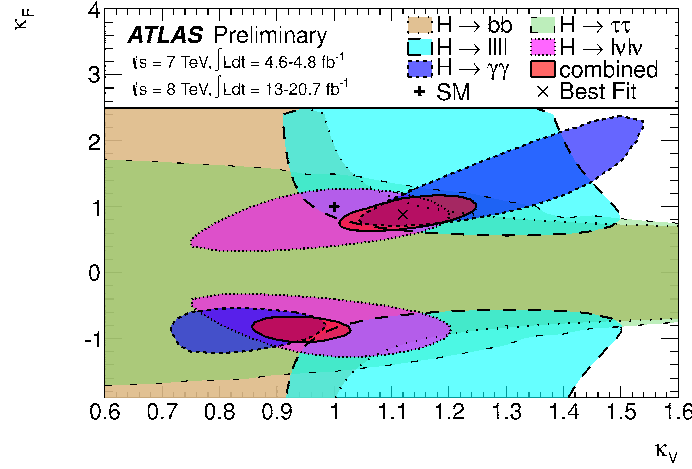 κF
ATLAS Preliminary
√s = 7 TeV, ∫Ldt = 4.6-4.8 fb-1
√s = 8 TeV, ∫Ldt = 13-20.7 fb-1
H → bb
H → ττ
H → llll
H → lνlν
H → γγ
combined
SM
Best Fit
4
3
2
1
0
-1
0.6 0.7 0.8 0.9 1 1.1 1.2 1.3 1.4 1.5 1.6
κV